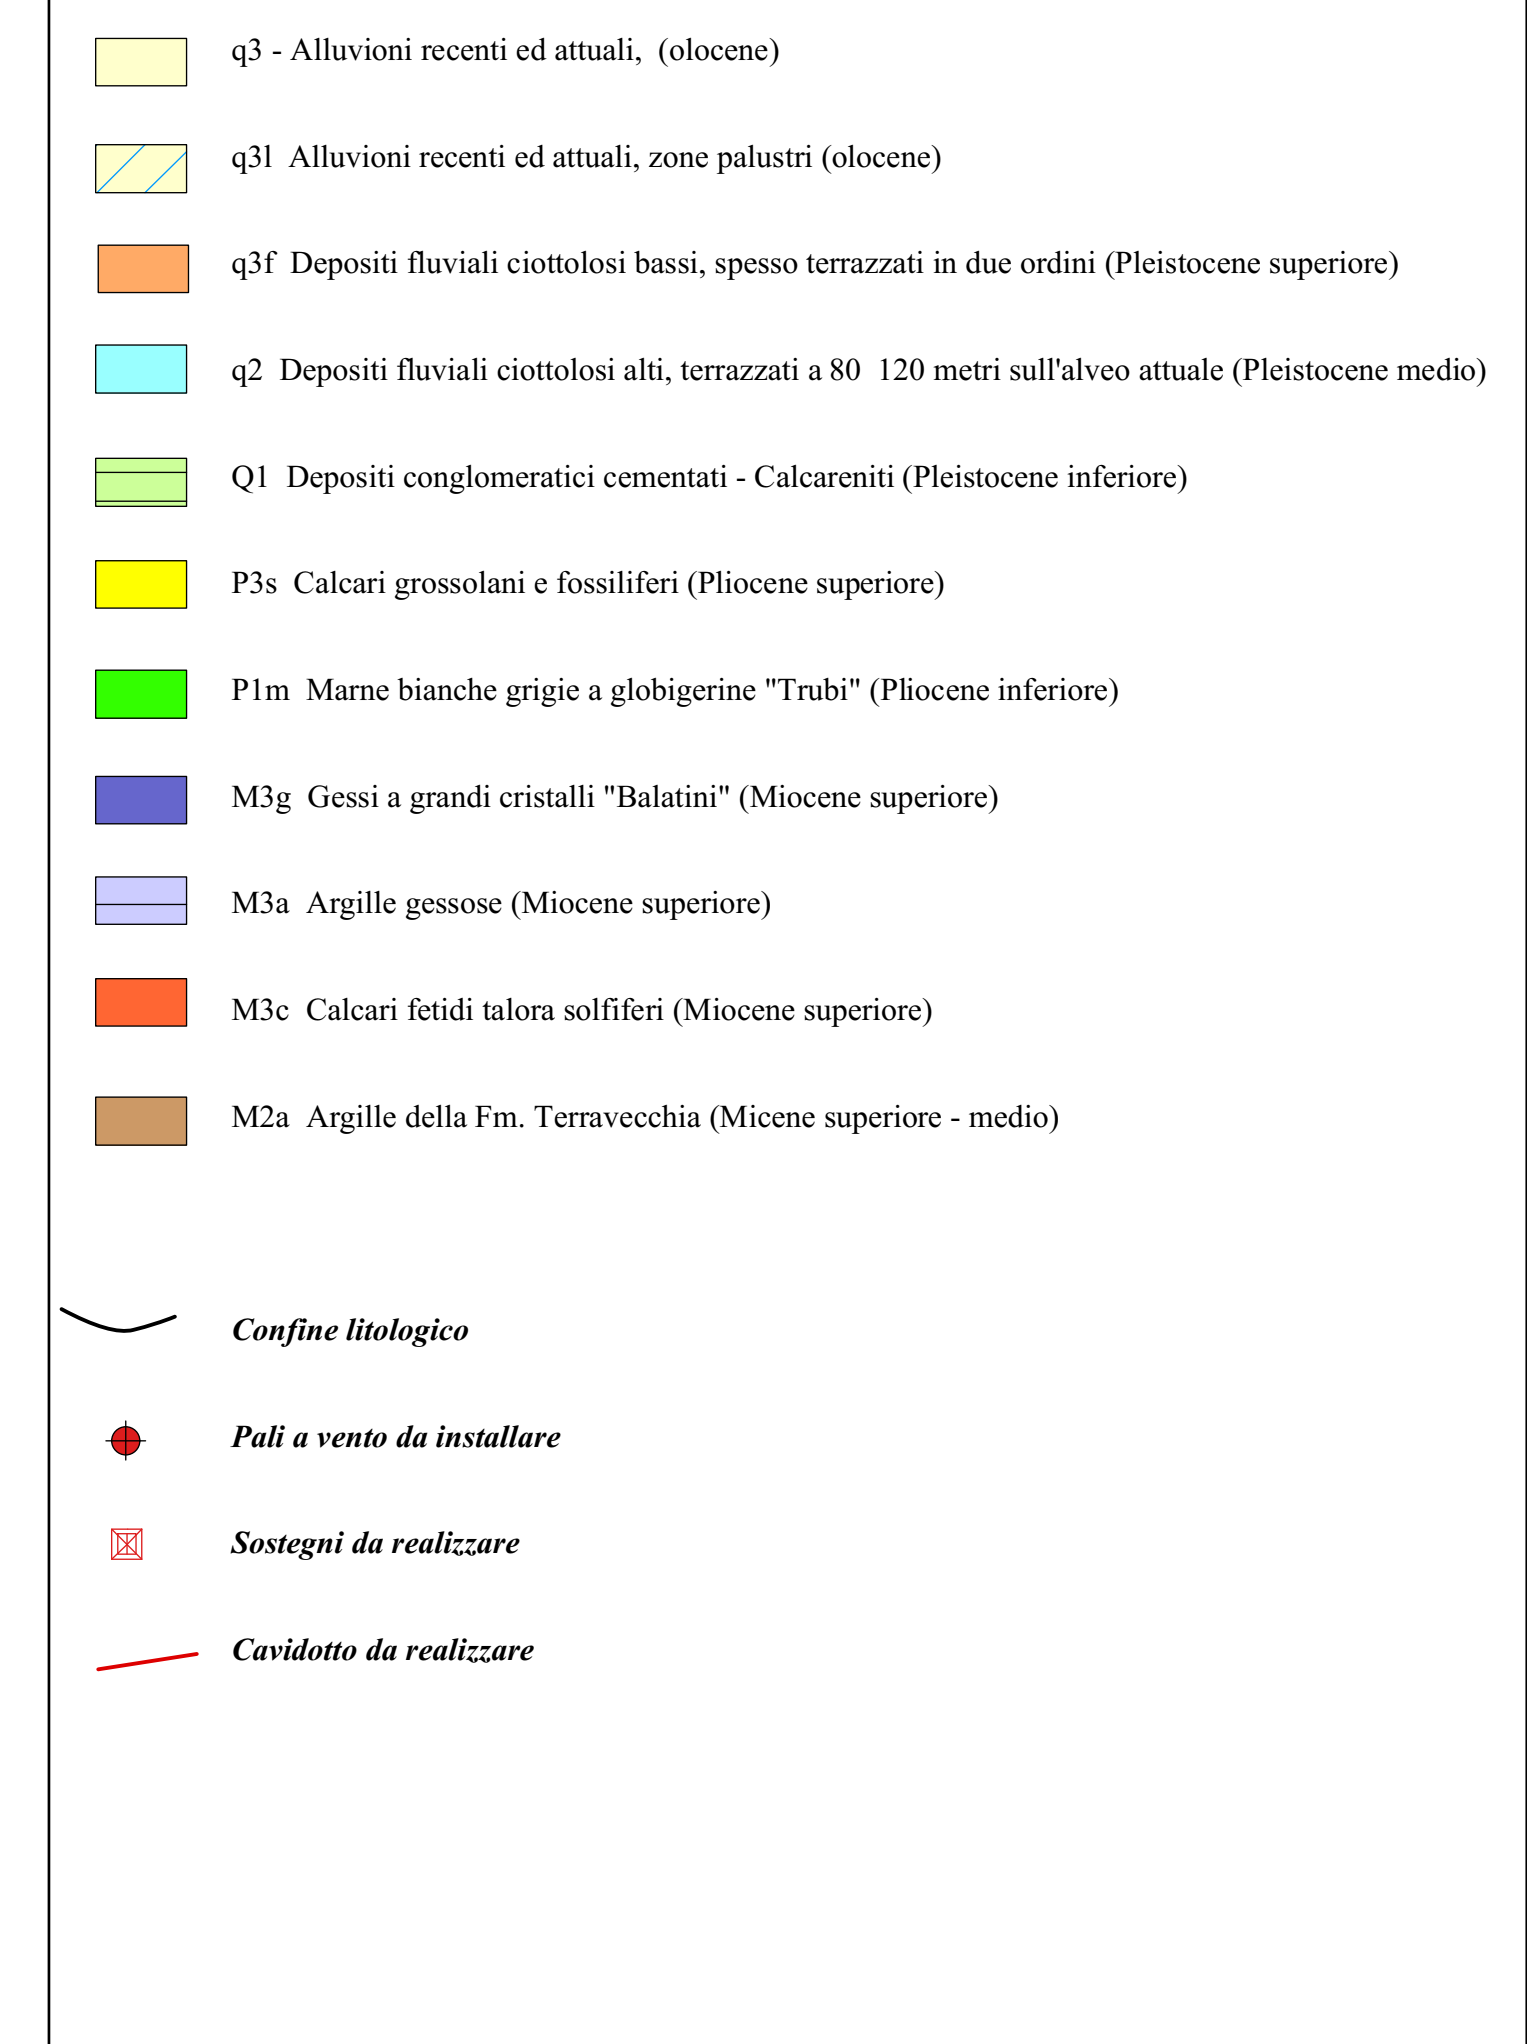 q3 - Alluvioni recenti ed attuali,  (olocene)
q3l  Alluvioni recenti ed attuali, zone palustri (olocene)
q3f  Depositi fluviali ciottolosi bassi, spesso terrazzati in due ordini (Pleistocene superiore)
q2  Depositi fluviali ciottolosi alti, terrazzati a 80  120 metri sull'alveo attuale (Pleistocene medio)
Q1  Depositi conglomeratici cementati - Calcareniti (Pleistocene inferiore)
P3s  Calcari grossolani e fossiliferi (Pliocene superiore)
P1m  Marne bianche grigie a globigerine "Trubi" (Pliocene inferiore)
M3g  Gessi a grandi cristalli "Balatini" (Miocene superiore)
M3a  Argille gessose (Miocene superiore)
M3c  Calcari fetidi talora solfiferi (Miocene superiore)
M2a  Argille della Fm. Terravecchia (Micene superiore - medio)
Confine litologico
Pali a vento da installare
Sostegni da realizzare
Cavidotto da realizzare